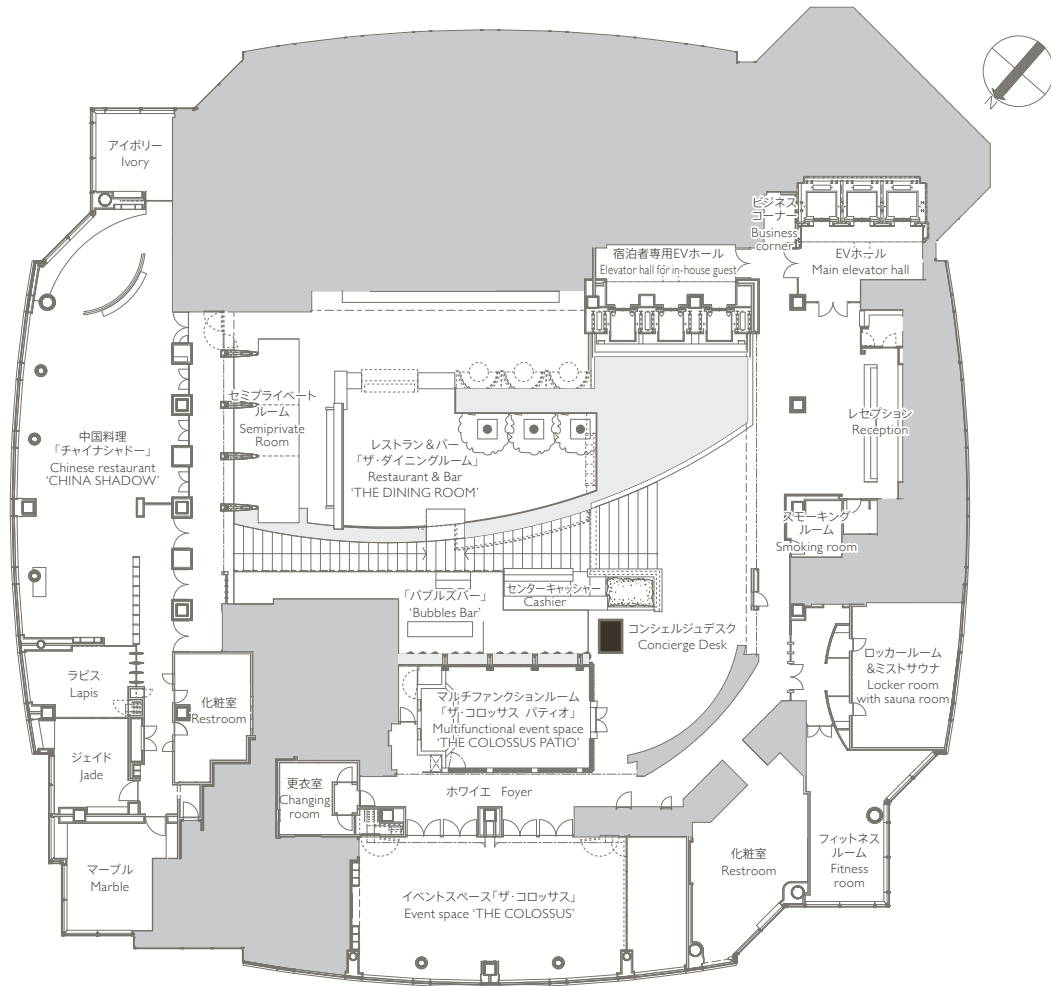 N
アイボリー
Ivory
ビジネス
コーナー
Business
corner
宿泊者専用EVホール
Elevator hall for in-house guest
EVホール
Main elevator hall
セミプライベート
ルーム
Semiprivate
Room
レストラン&バー
「ザ・ダイニングルーム」
Restaurant & Bar
‘THE DINING ROOM’
レセプション
Reception
中国料理
「チャイナシャドー」
Chinese restaurant
‘CHINA SHADOW’
スモーキング
ルーム
Smoking room
「バブルズバー」
‘Bubbles Bar’
センターキャッシャー
Cashier
コンシェルジュデスク
Concierge Desk
ロッカールーム
&ミストサウナ
Locker room
with sauna room
ラピス
Lapis
化粧室
Restroom
マルチファンクションルーム
「ザ・コロッサス パティオ」
Multifunctional event space
‘THE COLOSSUS PATIO’
ジェイド
Jade
更衣室
Changing
room
ホワイエ Foyer
マーブル
Marble
イベントスペース「ザ・コロッサス」
Event space ‘THE COLOSSUS’
化粧室
Restroom
フィットネス
ルーム
Fitness
room